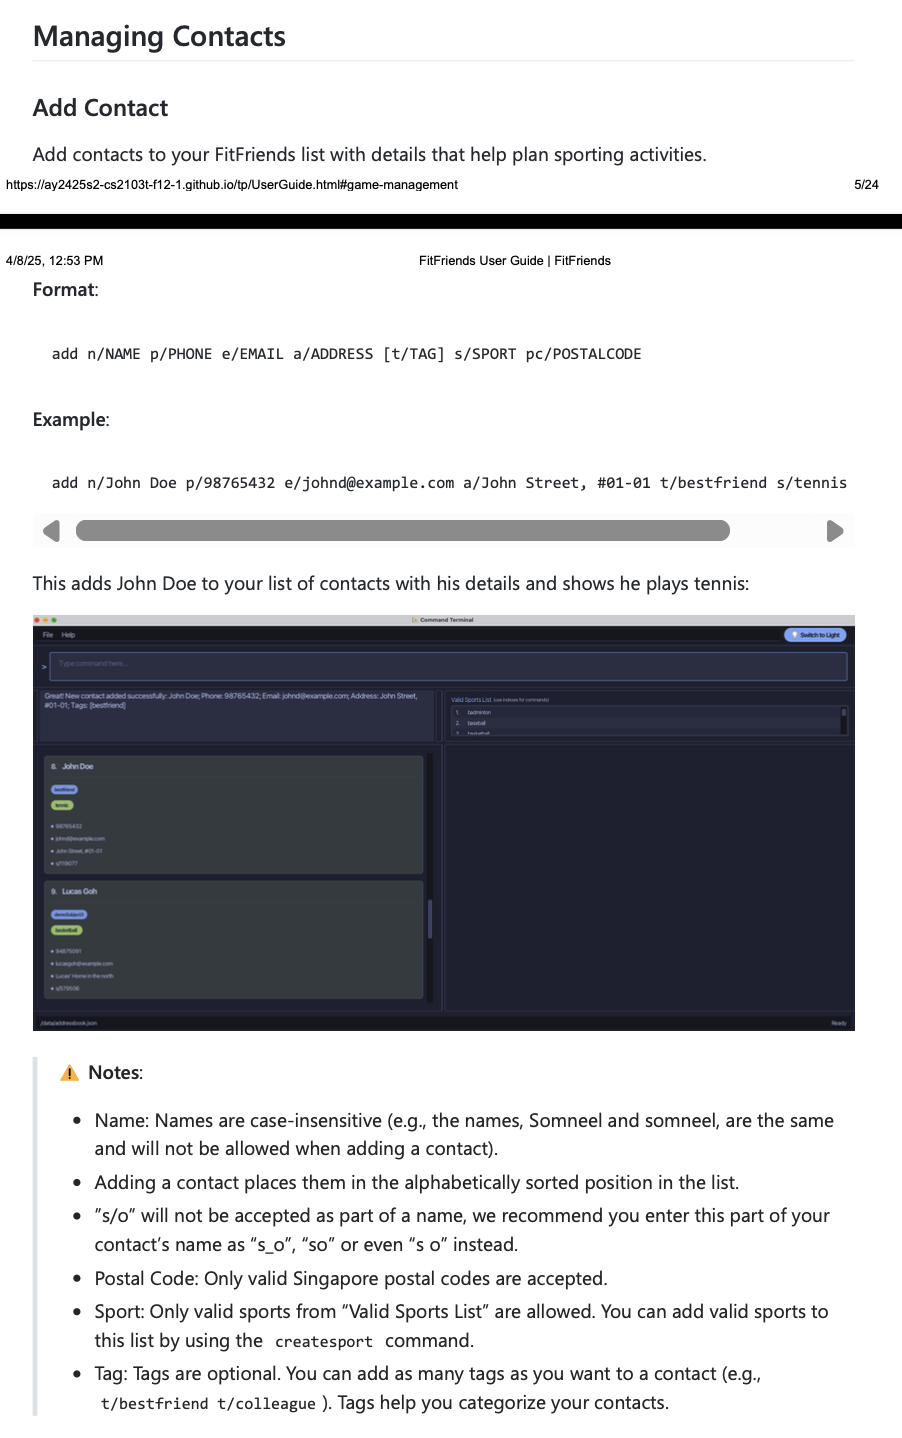 Managing Contacts
Add Contact
Add contacts to your FitFriends list with details that help plan sporting activities.
https://ay2425s2-cs2103t-f12-1.github.io/tp/UserGuide.html#game-management 5/24
4/8/25, 12:53 PM FitFriends User Guide | FitFriends
Format:
add n/NAME p/PHONE e/EMAIL a/ADDRESS [t/TAG] s/SPORT pc/POSTALCODE
Example:
add n/John Doe p/98765432 e/johnd@example.com a/John Street, #01-01 t/bestfriend s/tennis
This adds John Doe to your list of contacts with his details and shows he plays tennis:
Command Terminal
File Help Switch to Light
> Type command here...
Great! New contact added successfully: John Doe; Phone: 98765432; Email: johnd@example.com; Address: John Street,
#01-01; Tags: [bestfriend]
Valid Sports List (use indexes for commands)
1. badminton
2. baseball
3. basketball
8. John Doe
bestfriend
tennis
98765432
johnd@example.com
John Street, #01-01
s/119077
9. Lucas Goh
basketball
94875091
lucasgoh@example.com
Lucas' Home in the north
s/579506
/data/addressbook.json Ready
⚠ Notes:
• Name: Names are case-insensitive (e.g., the names, Somneel and somneel, are the same
and will not be allowed when adding a contact).
• Adding a contact places them in the alphabetically sorted position in the list.
• ”s/o” will not be accepted as part of a name, we recommend you enter this part of your
contact’s name as “s_o”, “so” or even “s o” instead.
• Postal Code: Only valid Singapore postal codes are accepted.
• Sport: Only valid sports from “Valid Sports List” are allowed. You can add valid sports to
this list by using the createsport command.
• Tag: Tags are optional. You can add as many tags as you want to a contact (e.g.,
t/bestfriend t/colleague ). Tags help you categorize your contacts.